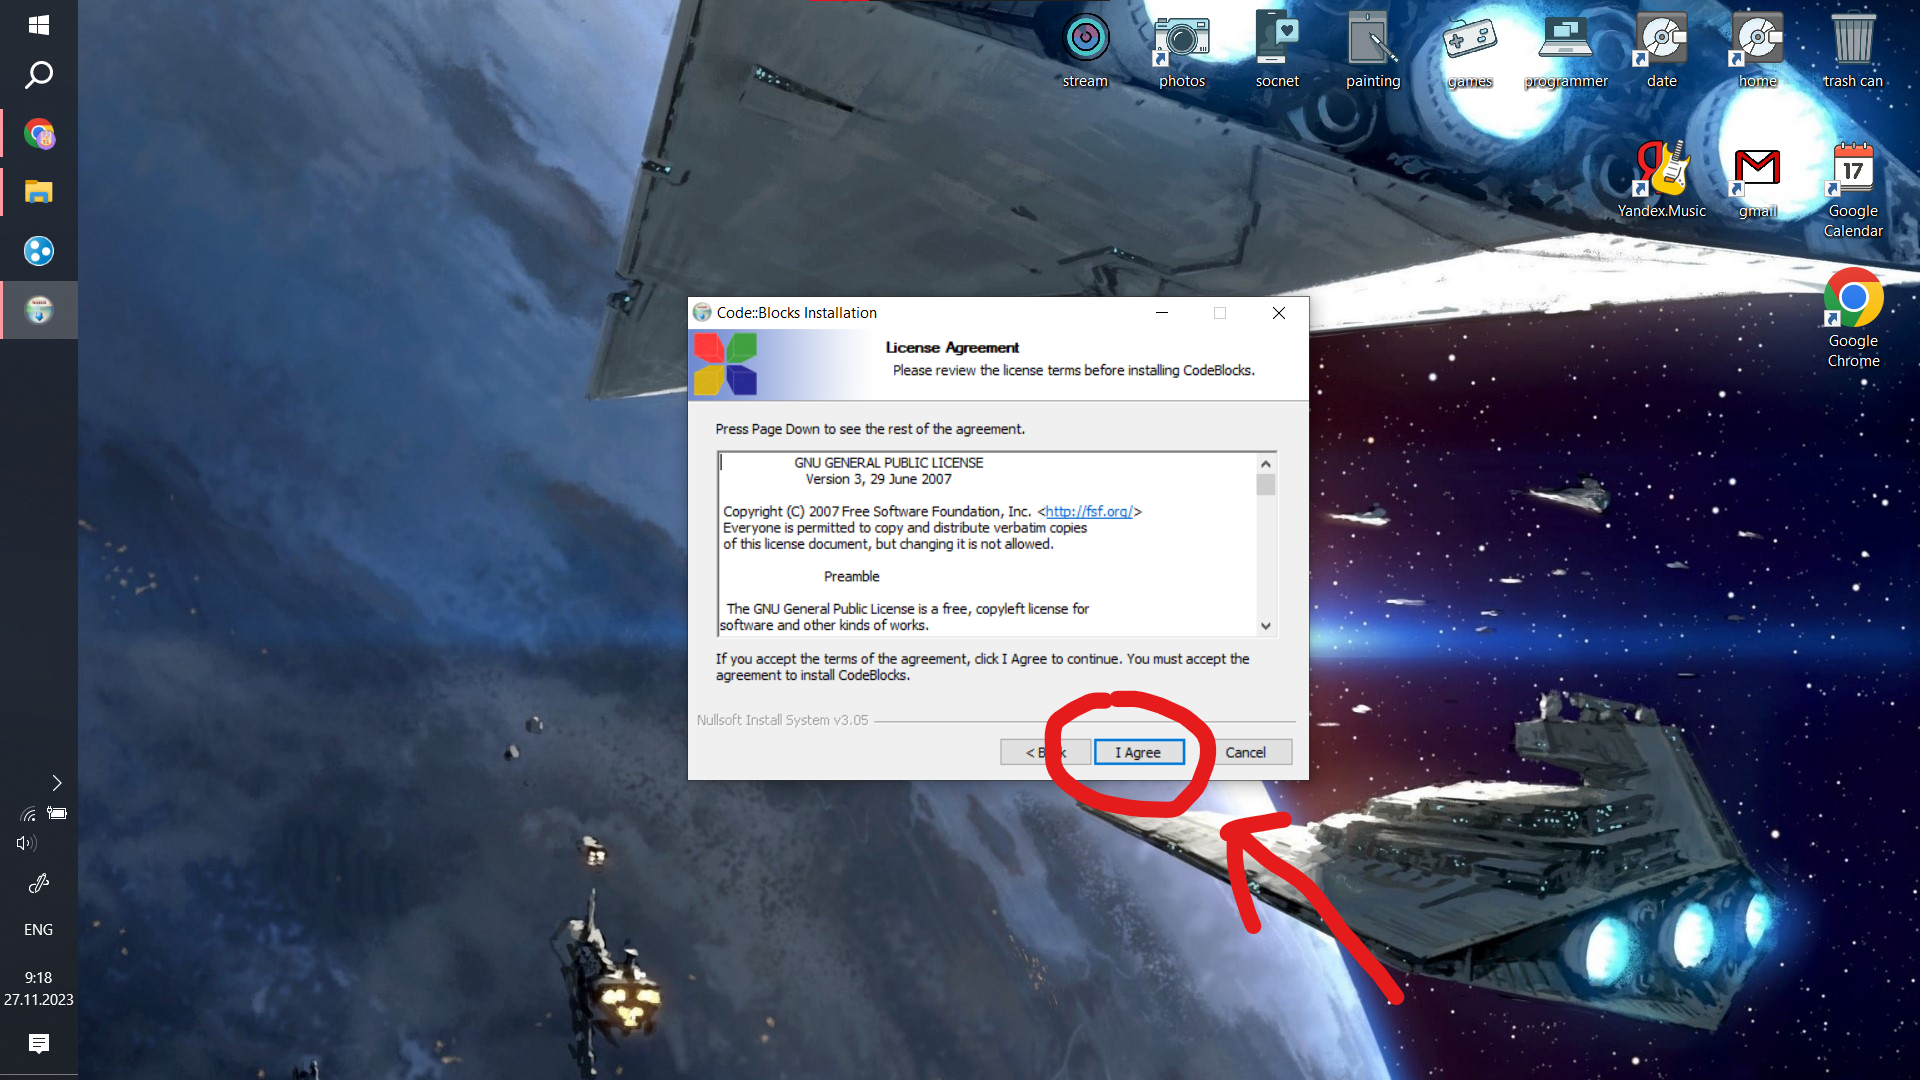 stream
photos
socnet
painting
games
programmer
date
home
trash can
Yandex.Music
gmail
17
Google
Calendar
Google
Chrome
Code::Blocks Installation
License Agreement
Please review the license terms before installing CodeBlocks.
Press Page Down to see the rest of the agreement.
GNU GENERAL PUBLIC LICENSE
Version 3, 29 June 2007
Copyright (C) 2007 Free Software Foundation, Inc. <http://fsf.org/>
Everyone is permitted to copy and distribute verbatim copies
of this license document, but changing it is not allowed.
Preamble
The GNU General Public License is a free, copyleft license for
software and other kinds of works.
If you accept the terms of the agreement, click I Agree to continue. You must accept the
agreement to install CodeBlocks.
Nullsoft Install System v3.05
<
I Agree
Cancel
ENG
9:18
27.11.2023